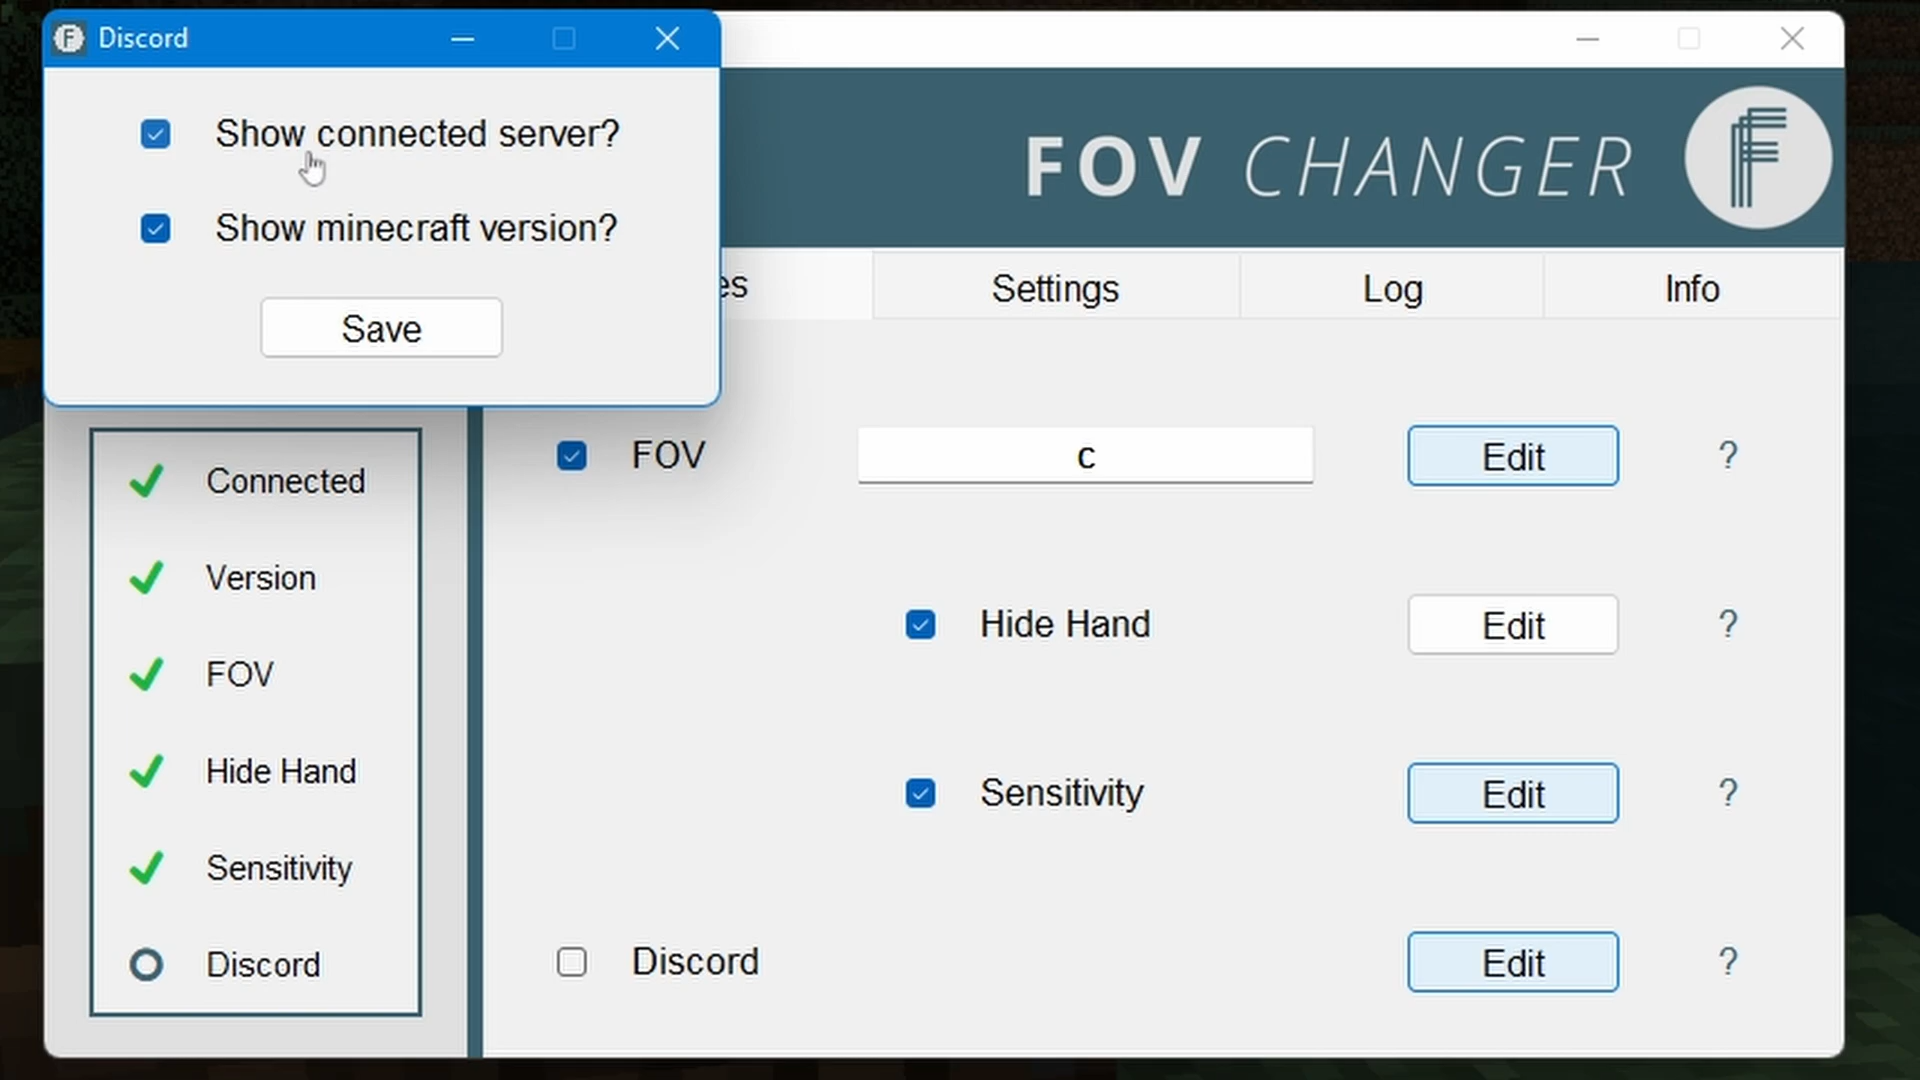 Discord
Show connected server?
Show minecraft version?
Save
FOV CHANGER
es
Settings
Log
Info
Connected
Version
FOV
Hide Hand
Sensitivity
Discord
FOV
c
Edit
?
Hide Hand
Edit
?
Sensitivity
Edit
?
Discord
Edit
?